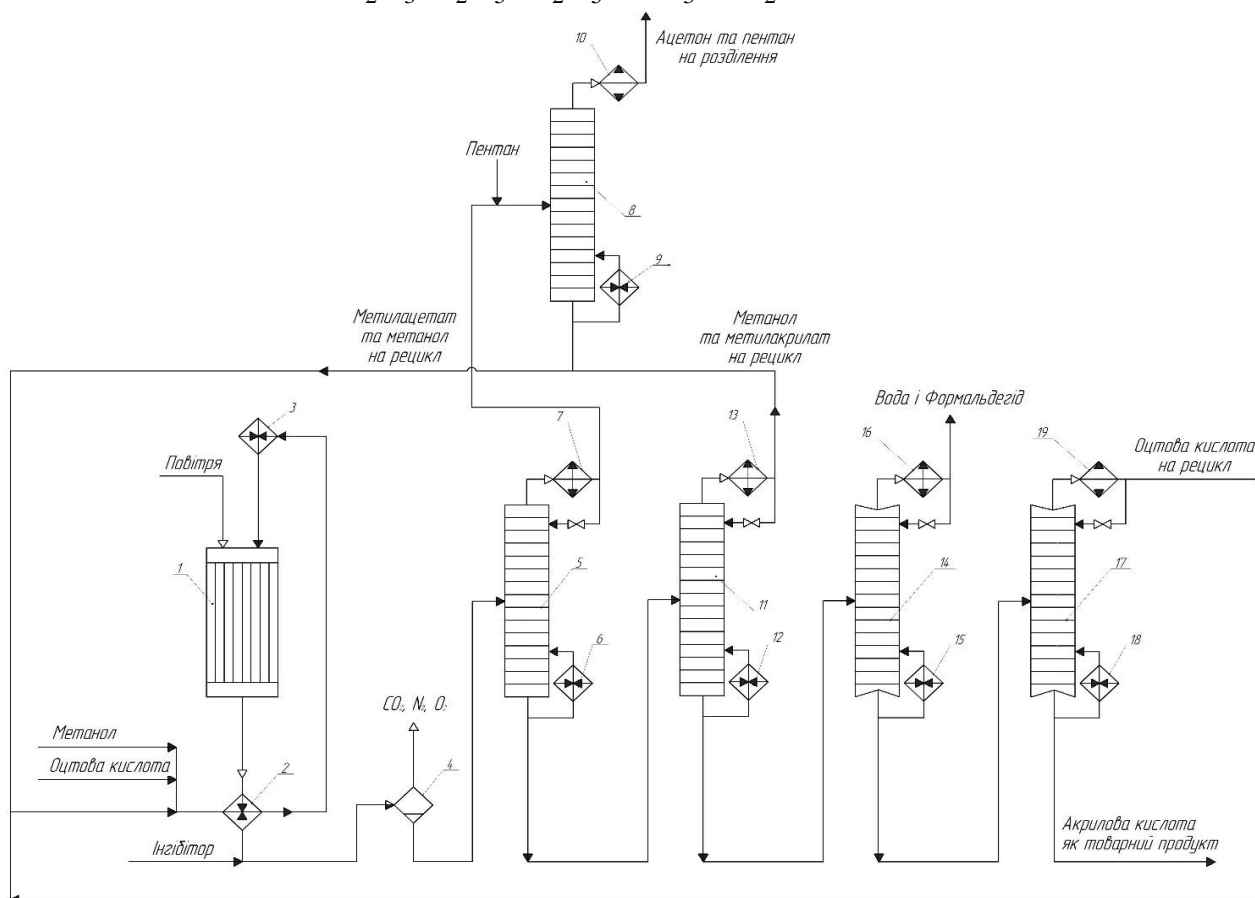 10
Ацетон та пентан
на розділення
Пентан
8
9
Метилацетат
та метанол
на рецикл
Метанол
та метилакрилат
на рецикл
Вода і Формальдегід
3
7
13
16
19
Оцтова кислота
на рецикл
Повітря
1
5
11
14
17
6
12
15
18
CO₂, N₂, O₂
Метанол
Оцтова кислота
2
4
Інгібітор
Акрилова кислота
як товарний продукт